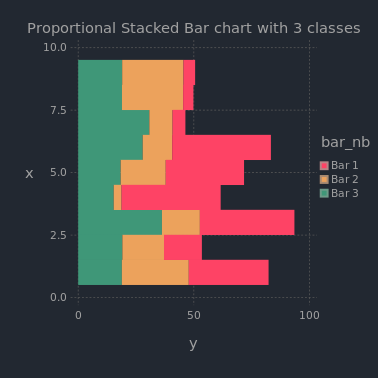 Proportional Stacked Bar chart with 3 classes
10.0
7.5
5.0
2.5
0.0
x
0
50
100
y
bar_nb
Bar 1
Bar 2
Bar 3